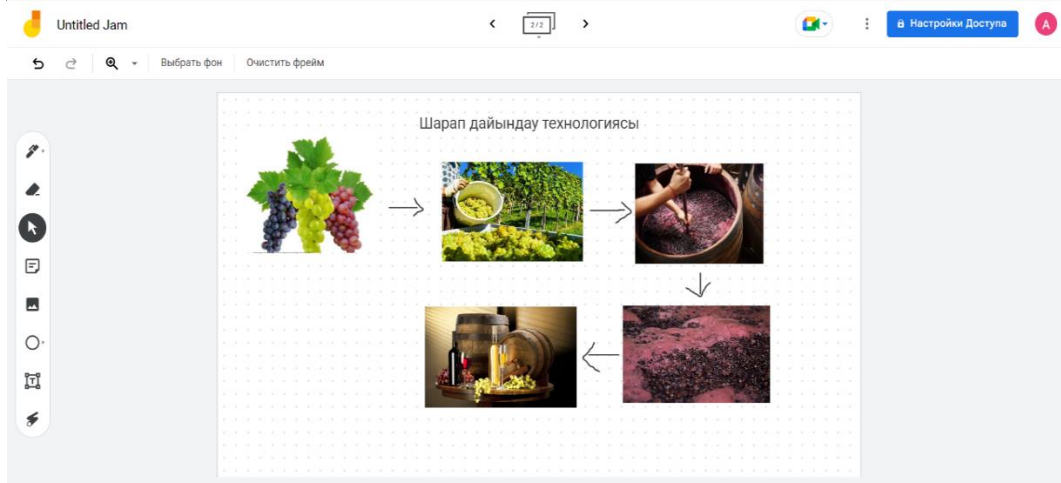 Untitled Jam
2/2
Настройки Доступа
A
Выбрать фон
Очистить фрейм
Шарап дайындау технологиясы
T